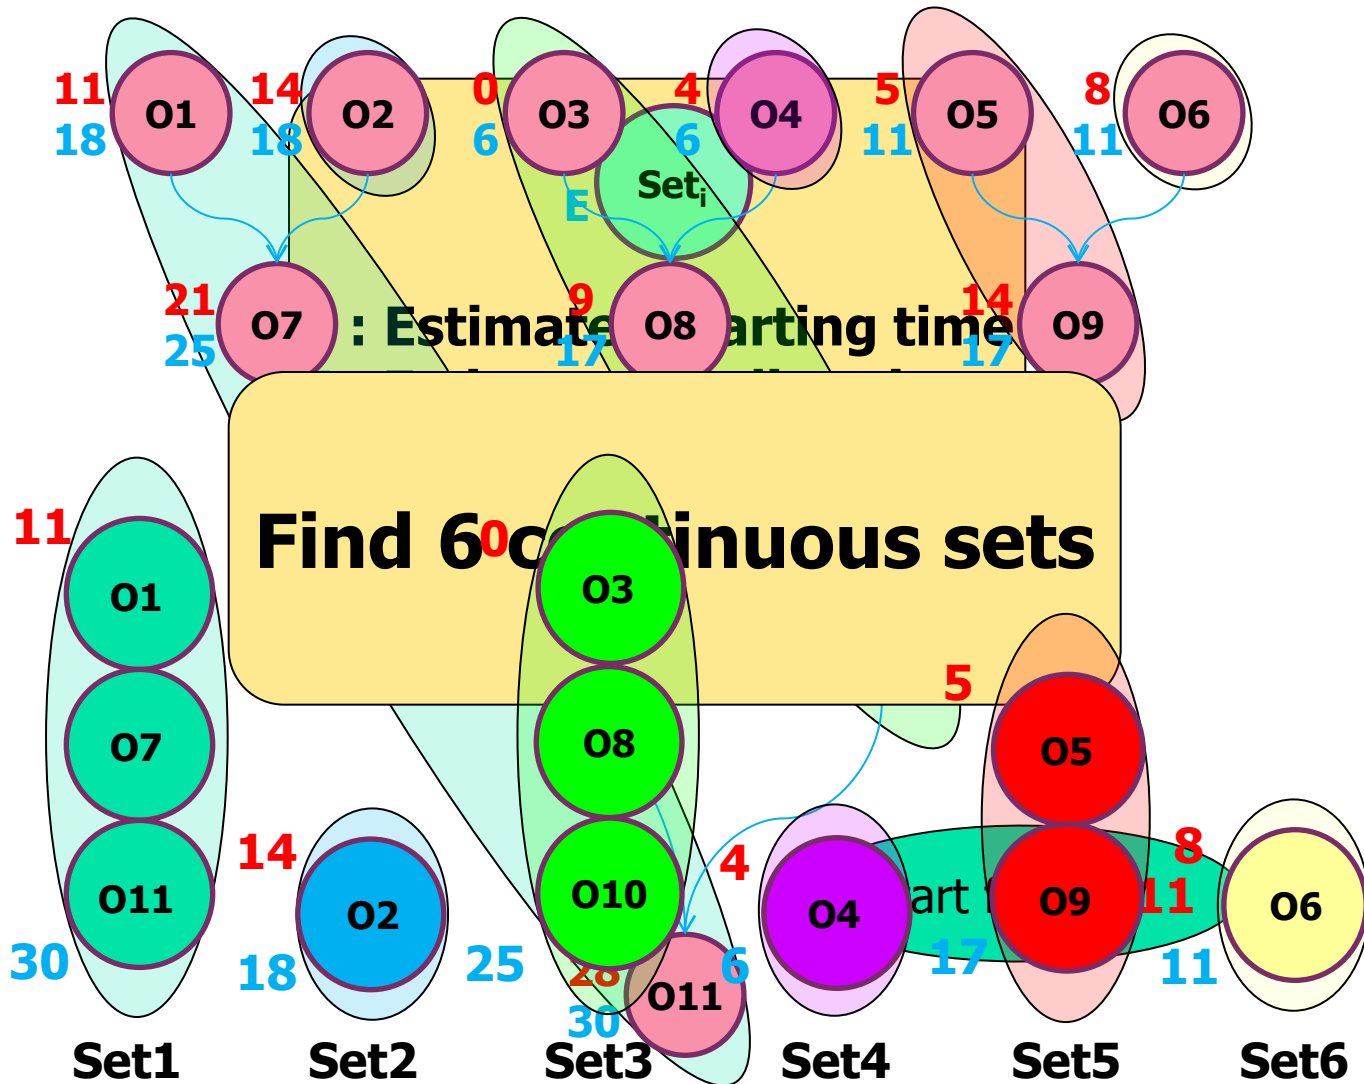 11 14 0 4 5 8
O1 O2 O3 O4 O5 O6
18 18 6 6 11 11
Seti
E
21 9 14
O7 : Estimate O8 arting time O9
25 17 17
Find 6 continuous sets
11 0
O1 O3
5
O7 O8 O5
14 4 8
O11 O2 O10 O4 art O9 11 O6
30 18 25 28 6 17 11
O11
30
Set1 Set2 Set3 Set4 Set5 Set6